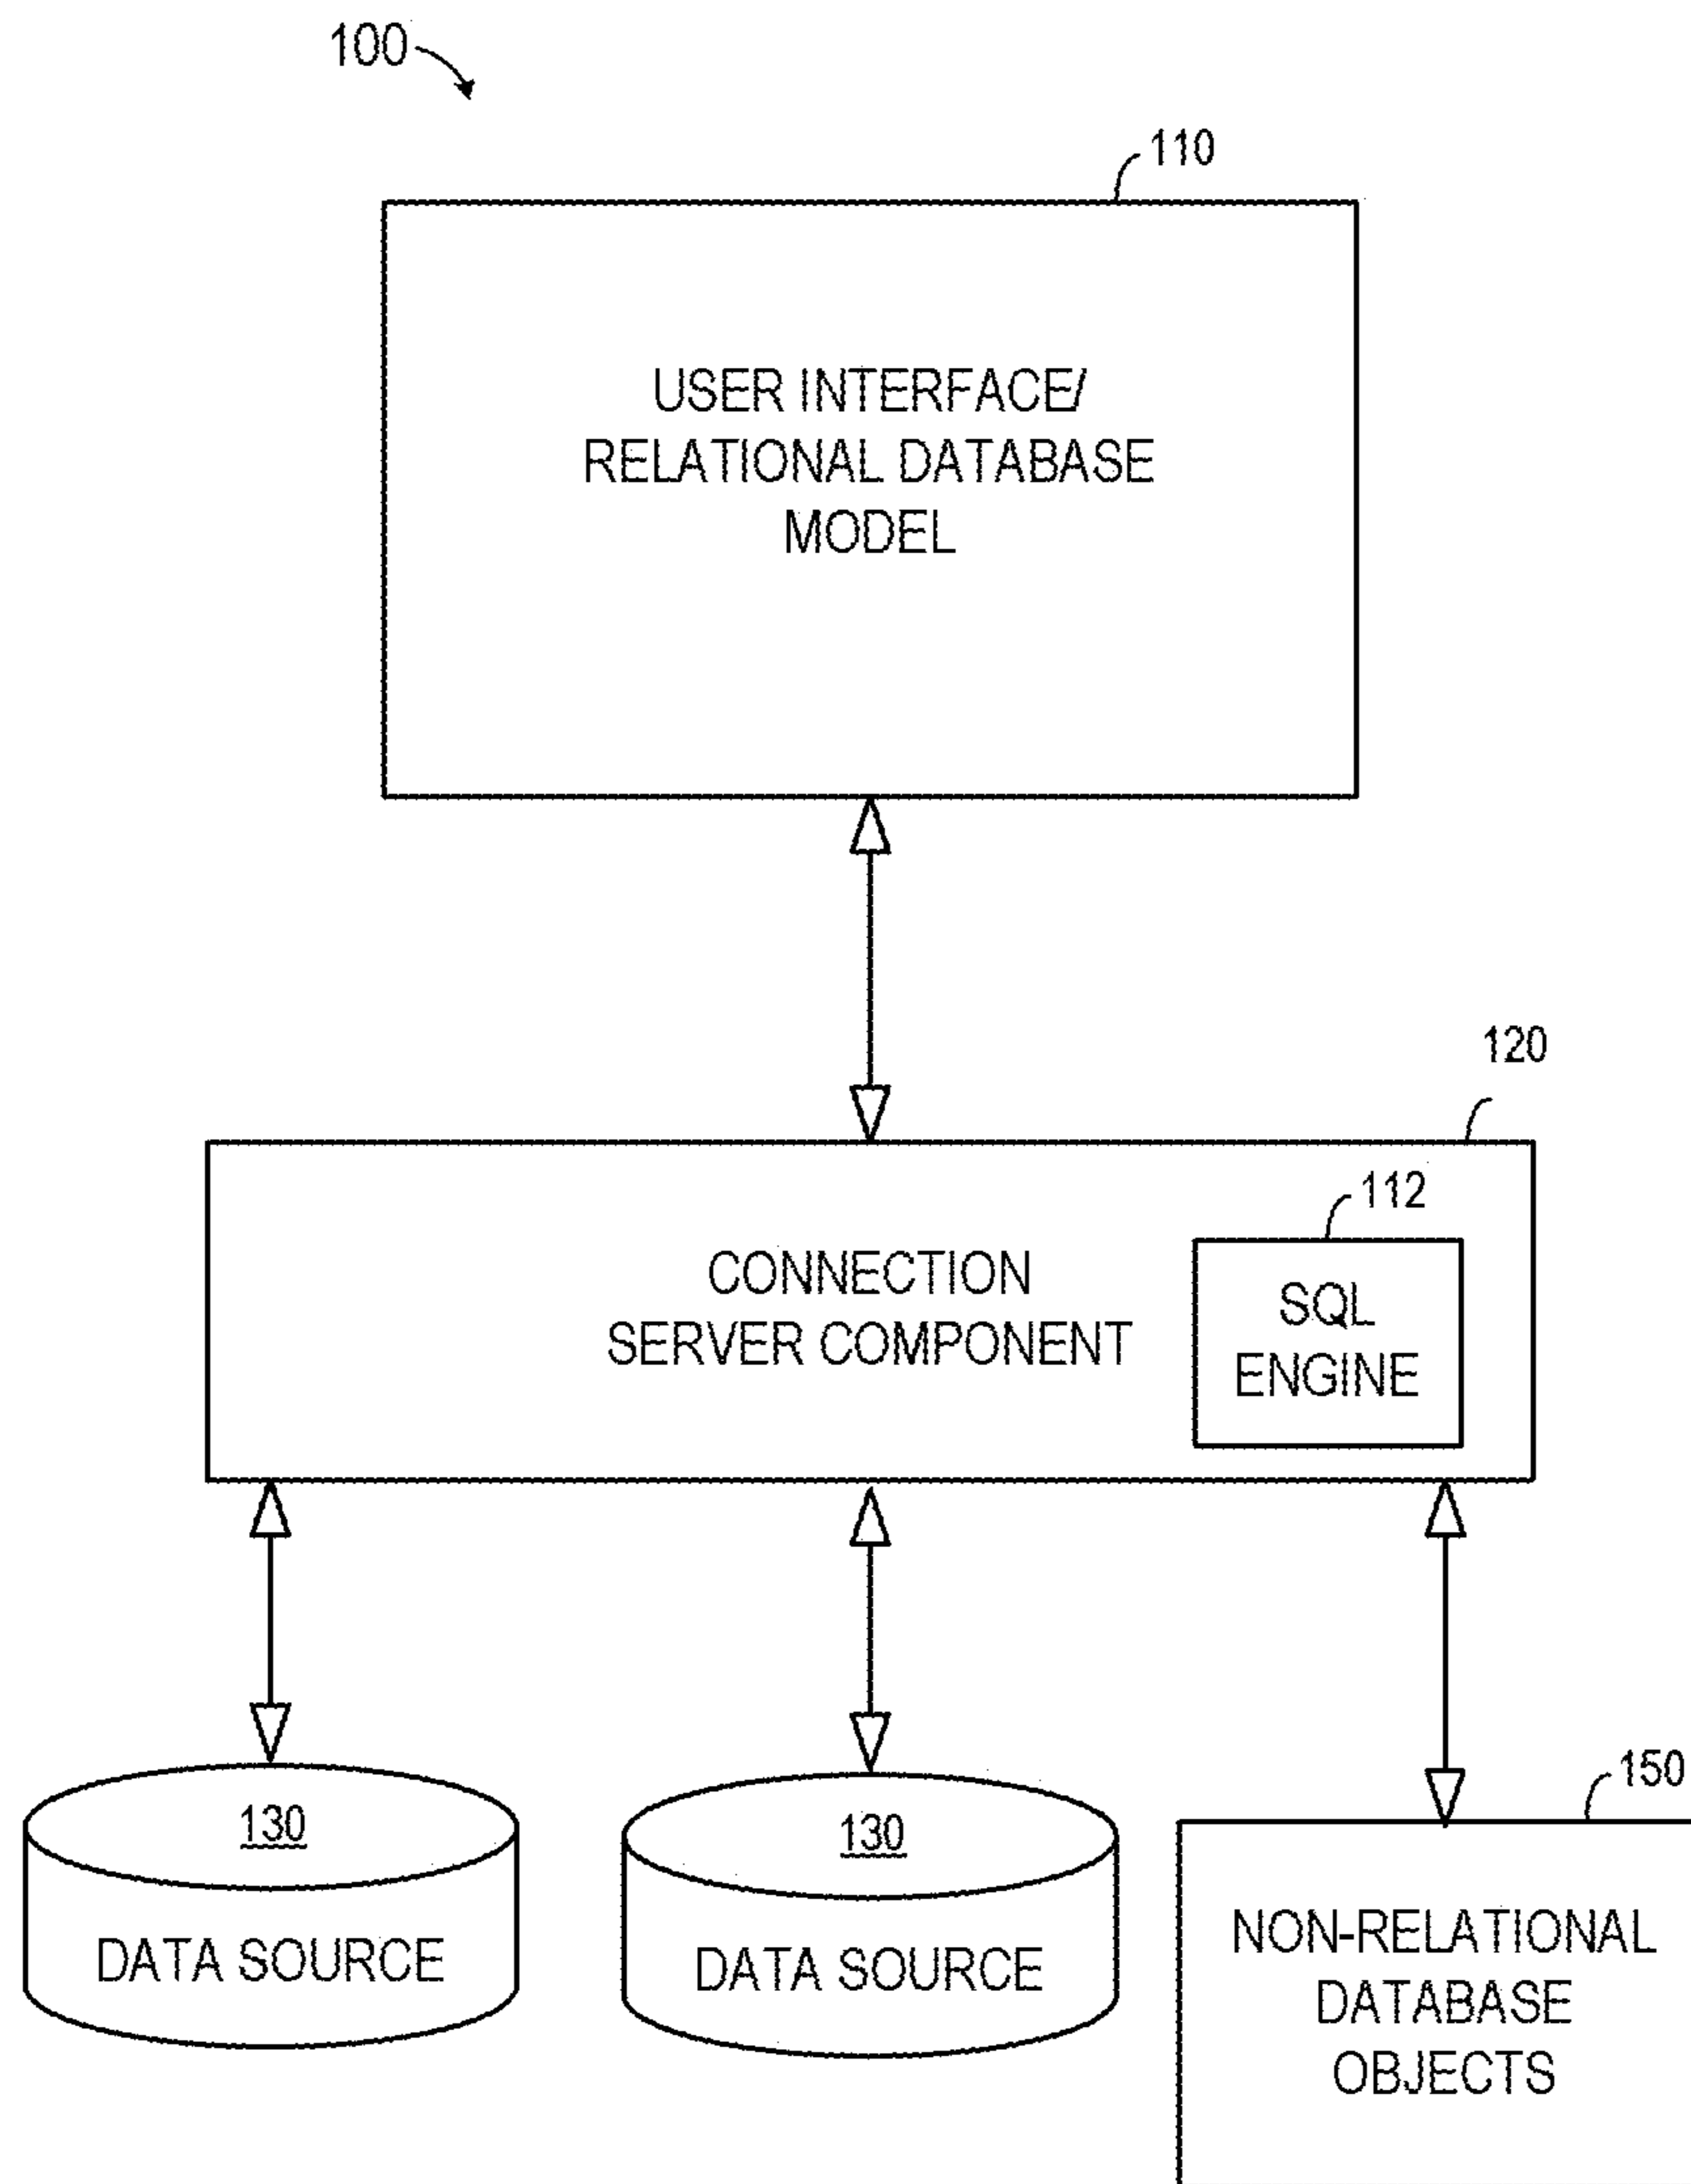 100
110
USER INTERFACE/
RELATIONAL DATABASE
MODEL
120
112
CONNECTION
SERVER COMPONENT
SQL
ENGINE
150
130
DATA SOURCE
130
DATA SOURCE
NON-RELATIONAL
DATABASE
OBJECTS